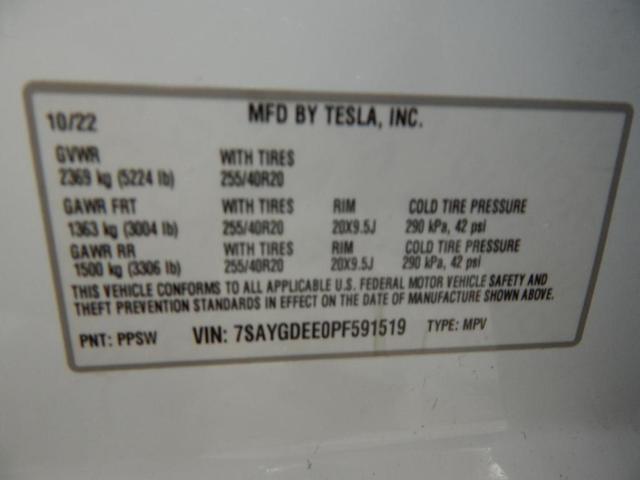 10/22 MFD BY TESLA, INC.
GVWR WITH TIRES
2369 kg (5224 lb) 255/40R20
GAWR FRT WITH TIRES RIM COLD TIRE PRESSURE
1363 kg (3004 lb) 255/40R20 20X9.5J 290 kPa, 42 psi
GAWR RR WITH TIRES RIM COLD TIRE PRESSURE
1500 kg (3306 lb) 255/40R20 20X9.5J 290 kPa, 42 psi
THIS VEHICLE CONFORMS TO ALL APPLICABLE U.S. FEDERAL MOTOR VEHICLE SAFETY AND
THEFT PREVENTION STANDARDS IN EFFECT ON THE DATE OF MANUFACTURE SHOWN ABOVE.
PNT: PPSW VIN: 7SAYGDEE0PF591519 TYPE: MPV